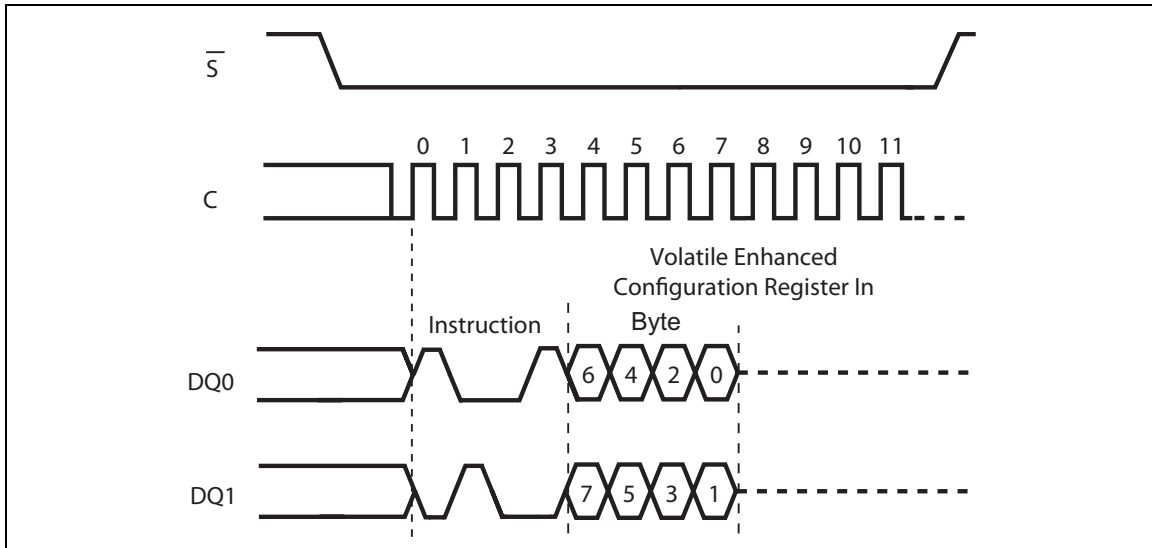 S
0 1 2 3 4 5 6 7 8 9 10 11
C
Volatile Enhanced
Configuration Register In
Instruction
Byte
DQ0
6 4 2 0
DQ1
7 5 3 1